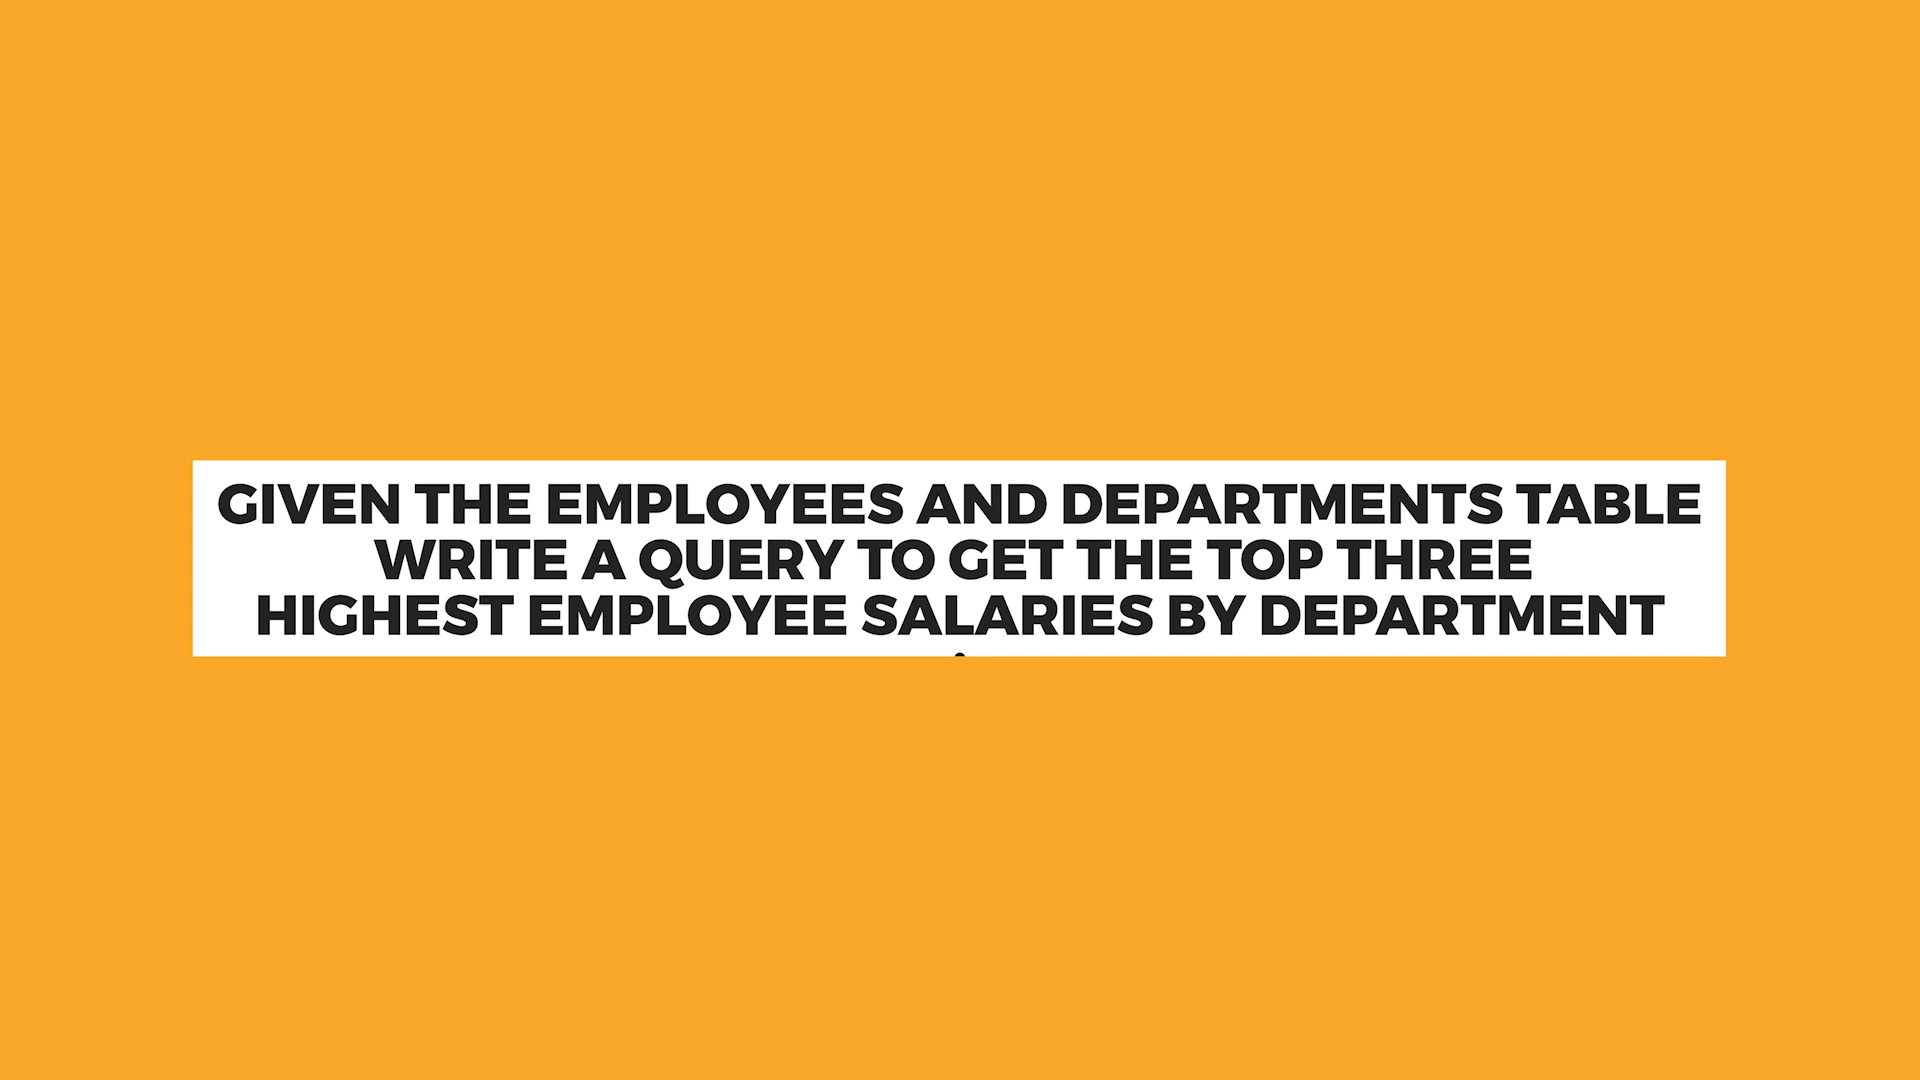 GIVEN THE EMPLOYEES AND DEPARTMENTS TABLE
WRITE A QUERY TO GET THE TOP THREE
HIGHEST EMPLOYEE SALARIES BY DEPARTMENT